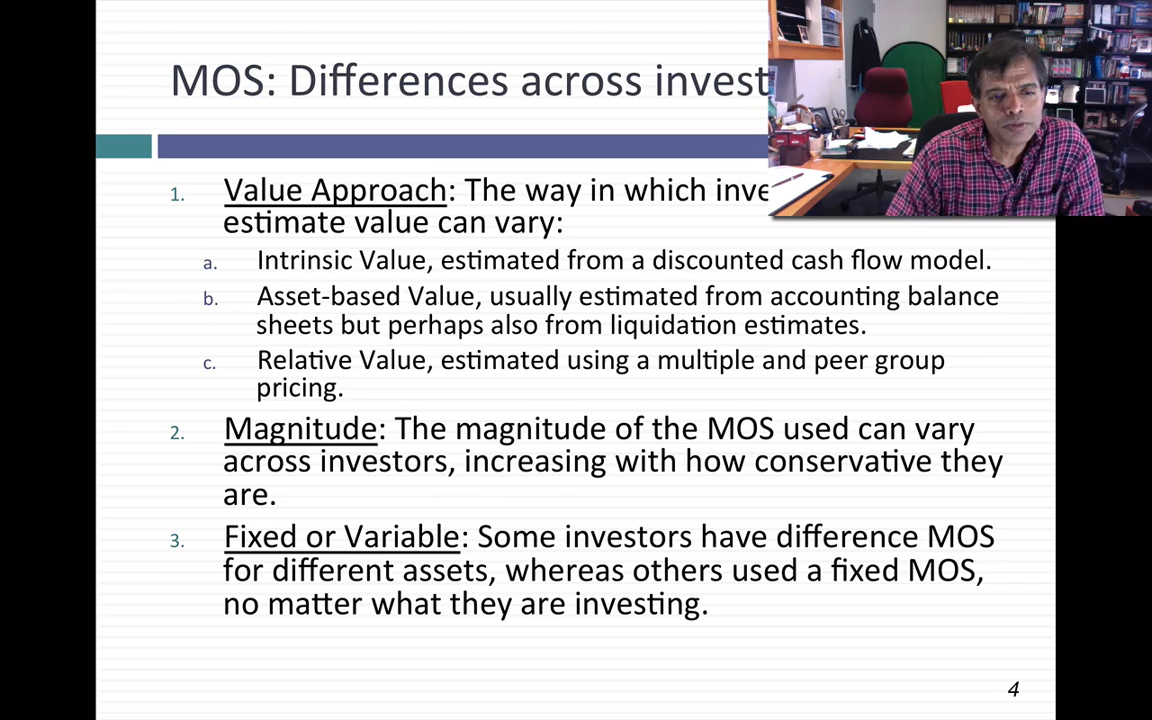 MOS: Differences across invest
1. Value Approach: The way in which inve
estimate value can vary:
a. Intrinsic Value, estimated from a discounted cash flow model.
b. Asset-based Value, usually estimated from accounting balance
sheets but perhaps also from liquidation estimates.
c. Relative Value, estimated using a multiple and peer group
pricing.
2. Magnitude: The magnitude of the MOS used can vary
across investors, increasing with how conservative they
are.
3. Fixed or Variable: Some investors have difference MOS
for different assets, whereas others used a fixed MOS,
no matter what they are investing.
4